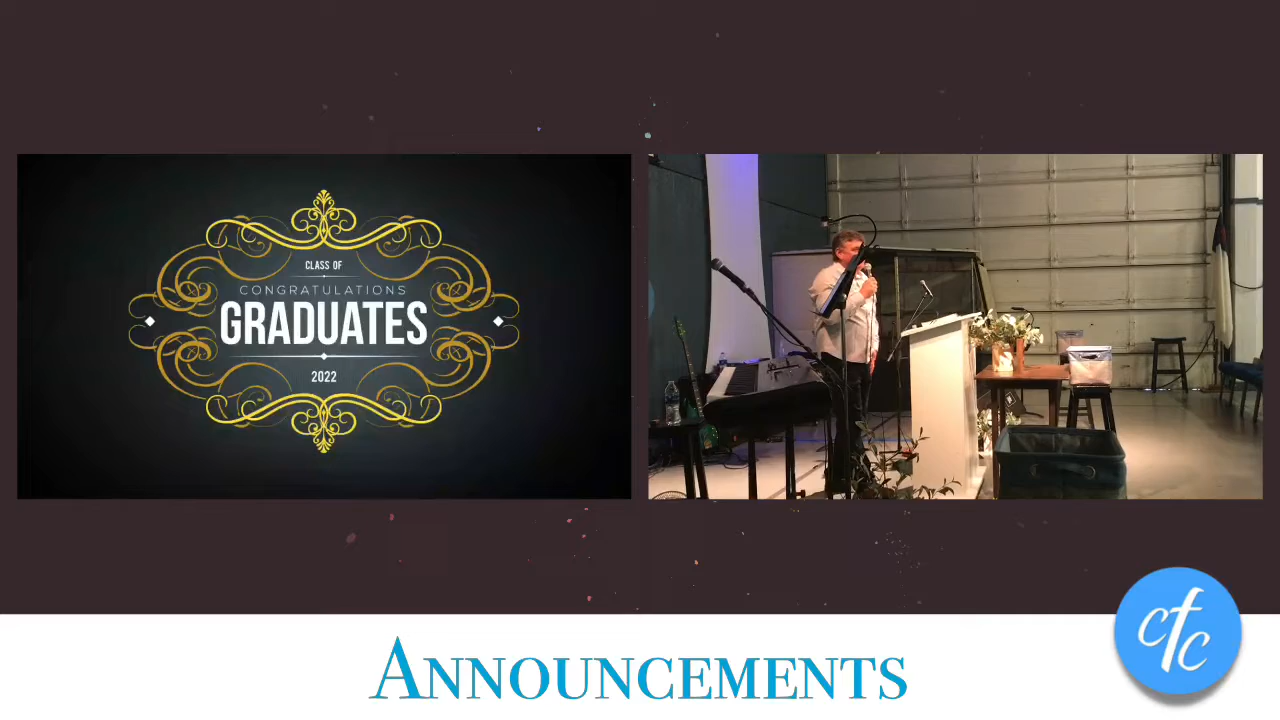 CLASS OF
CONGRATULATIONS
GRADUATES
2022
ANNOUNCEMENTS
cfc